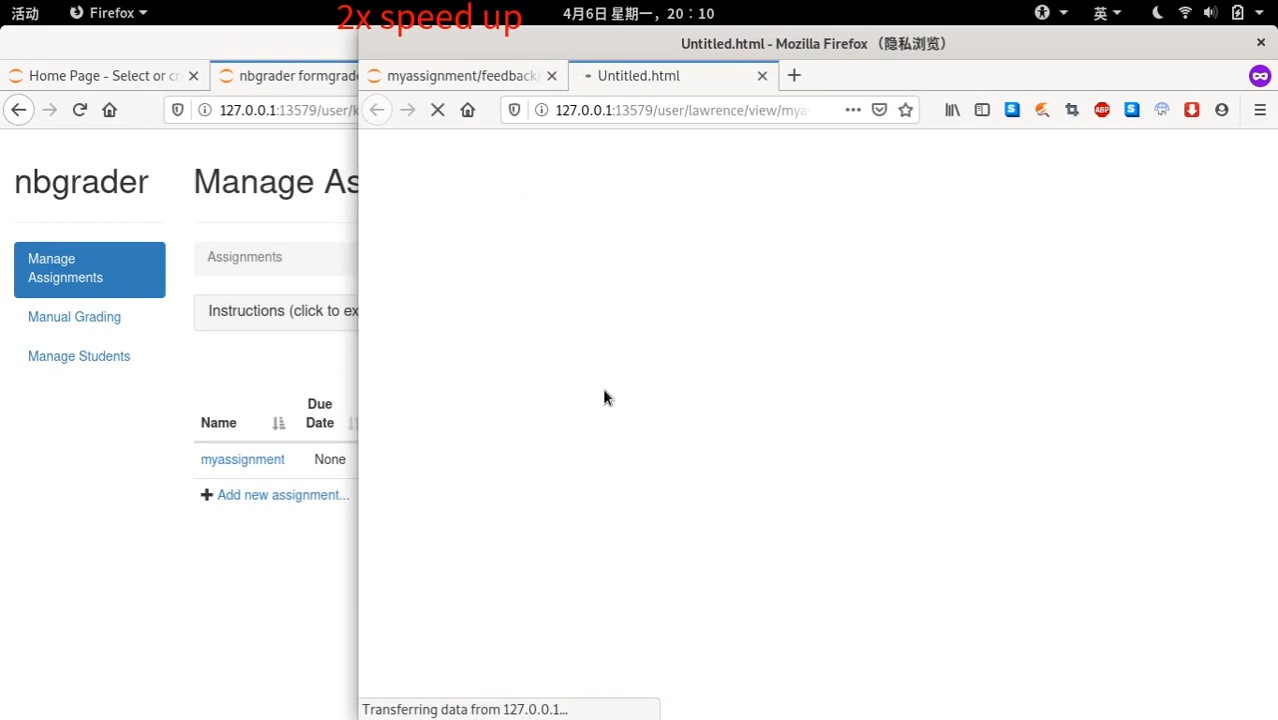 活动
Firefox
2x speed up
4月6日 星期一，20：10
英
Untitled.html - Mozilla Firefox （隐私浏览）
Home Page - Select or cr
nbgrader formgrade
myassignment/feedback/
Untitled.html
127.0.0.1:13579/user/k
127.0.0.1:13579/user/lawrence/view/mya
nbgrader
Manage As
Manage
Assignments
Assignments
Manual Grading
Instructions (click to ex
Manage Students
Name
Due
Date
myassignment
None
Add new assignment...
ABP
S
S
Transferring data from 127.0.0.1...